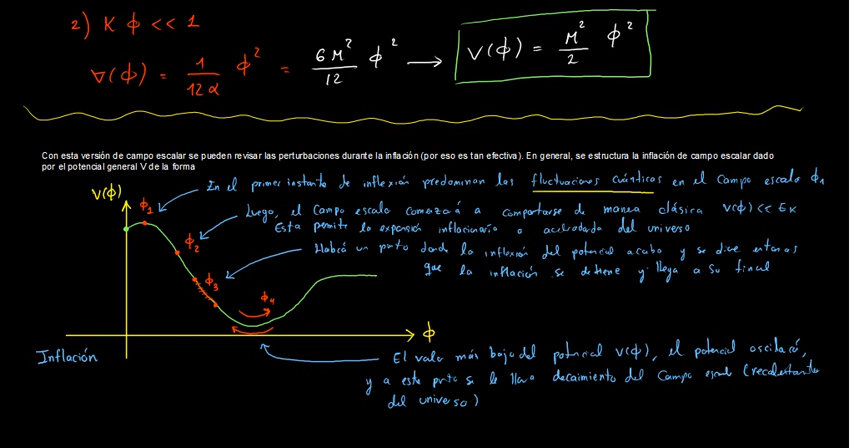 2) K ϕ << 1
V(ϕ) = 1/12α ϕ² = 6M²/12 ϕ² → V(ϕ) = M²/2 ϕ²
Con esta versión de campo escalar se pueden revisar las perturbaciones durante la inflación (por eso es tan efectiva). En general, se estructura la inflación de campo escalar dado
por el potencial general V de la forma
V(ϕ)
En el primer instante de inflexión predominan las fluctuaciones cuánticas en el campo escalar ϕ1
ϕ1
Luego, el campo escalar comenzará a comportarse de manera clásica V(ϕ) << Ek
Esto permite la expansión inflacionaria o acelerada del universo
ϕ2
Habrá un punto donde la inflexión del potencial acaba y se dice entonces
que la inflación se detiene y llega a su final
ϕ3
ϕ4
ϕ
Inflación
El valor más bajo del potencial V(ϕ), el potencial oscilará,
y a este punto se le llama decaimiento del campo escalar (recalentamiento
del universo)